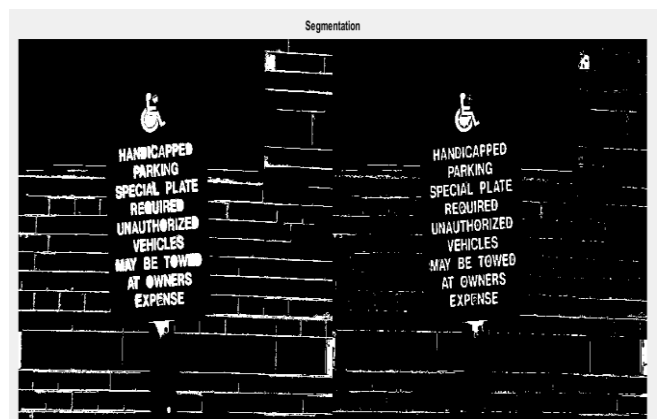 Segmentation
HANDICAPPED
PARKING
SPECIAL PLATE
REQUIRED
UNAUTHORIZED
VEHICLES
MAY BE TOWED
AT OWNERS
EXPENSE
HANDICAPPED
PARKING
SPECIAL PLATE
REQUIRED
UNAUTHORIZED
VEHICLES
MAY BE TOWED
AT OWNERS
EXPENSE